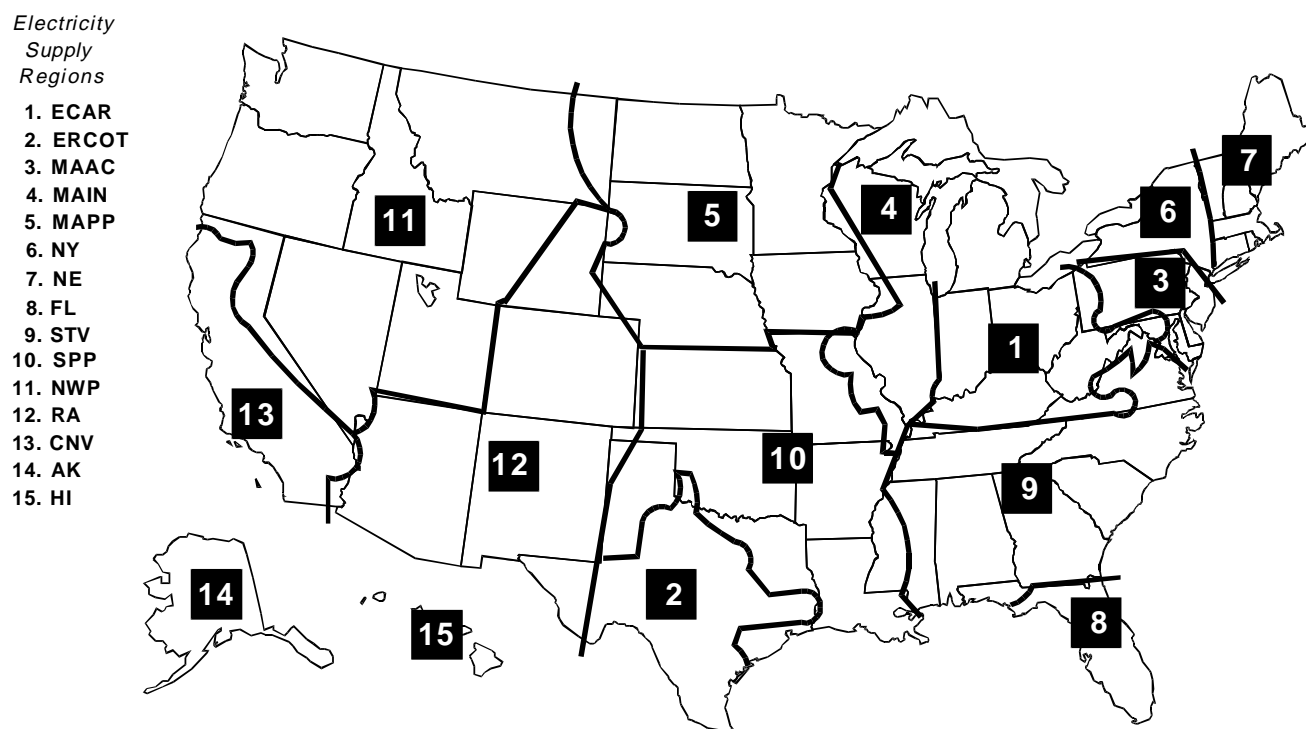 Electricity
Supply
Regions
1. ECAR
2. ERCOT
3. MAAC
4. MAIN
5. MAPP
6. NY
7. NE
8. FL
9. STV
10. SPP
11. NWP
12. RA
13. CNV
14. AK
15. HI
7
5
4
6
11
3
1
13
10
12
9
14
2
15
8